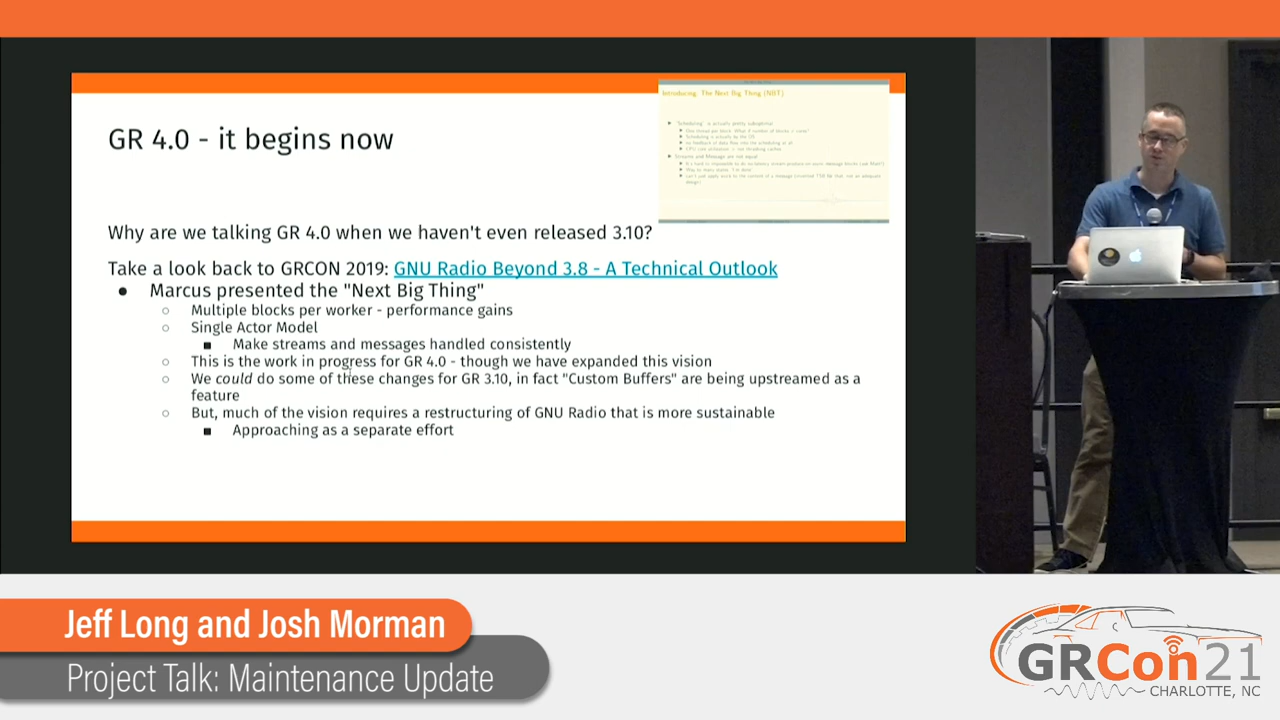 GR 4.0 - it begins now
Introducing: The Next Big Thing (NBT)
Why are we talking GR 4.0 when we haven't even released 3.10?
Take a look back to GRCON 2019: GNU Radio Beyond 3.8 - A Technical Outlook
● Marcus presented the "Next Big Thing"
○ Multiple blocks per worker - performance gains
○ Single Actor Model
■ Make streams and messages handled consistently
○ This is the work in progress for GR 4.0 - though we have expanded this vision
○ We could do some of these changes for GR 3.10, in fact "Custom Buffers" are being upstreamed as a
feature
○ But, much of the vision requires a restructuring of GNU Radio that is more sustainable
■ Approaching as a separate effort
Jeff Long and Josh Morman
Project Talk: Maintenance Update
GRCon21
CHARLOTTE, NC